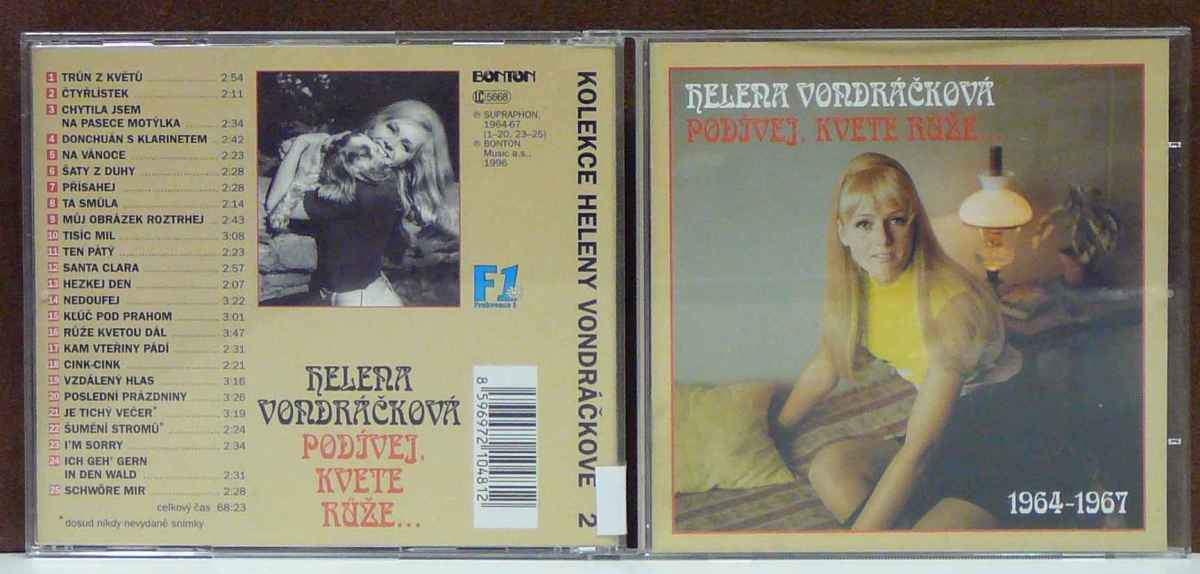 1 TRŮN Z KVĚTŮ 2:54
2 ČTYŘLÍSTEK 2:11
3 CHYTILA JSEM
NA PASECE MOTÝLKA 2:34
4 DONCHUÁN S KLARINETEM 2:42
5 NA VÁNOCE 2:23
6 ŠATY Z DUHY 2:28
7 PŘÍSAHEJ 2:28
8 TÁ SMŮLA 2:14
9 MŮJ OBRÁZEK ROZTRHEJ 2:43
10 TISÍC MIL 3:08
11 TEN PÁTÝ 2:23
12 SANTA CLARA 2:57
13 HEZKEJ DEN 2:07
14 NEDOUFEJ 3:22
15 KLÚČ POD PRAHOM 3:01
16 RŮŽE KVETOU DÁL 3:47
17 KAM VTEŘINY PÁDÍ 2:31
18 CINK-CINK 2:21
19 VZDÁLENÝ HLAS 3:16
20 POSLEDNÍ PRÁZDNINY 3:26
21 JE TICHÝ VEČER* 3:19
22 ŠUMĚNÍ STROMŮ* 2:24
23 I'M SORRY 2:34
24 ICH GEH' GERN
IN DEN WALD 2:31
25 SCHWÖRE MIR 2:28
celkový čas 68:23
* dosud nikdy nevydané snímky
BONTON
LC 5668
℗ SUPRAPHON,
1964-67
(1–20, 23–25)
℗ BONTON
Music a.s.,
1996
F1
Frekvence 1
HELENA
VONDRÁČKOVÁ
PODÍVEJ,
KVETE
RŮŽE...
8 596972 104812
KOLEKCE HELENY VONDRÁČKOVÉ 2
HELENA VONDRÁČKOVÁ
PODÍVEJ, KVETE RŮŽE...
1964-1967